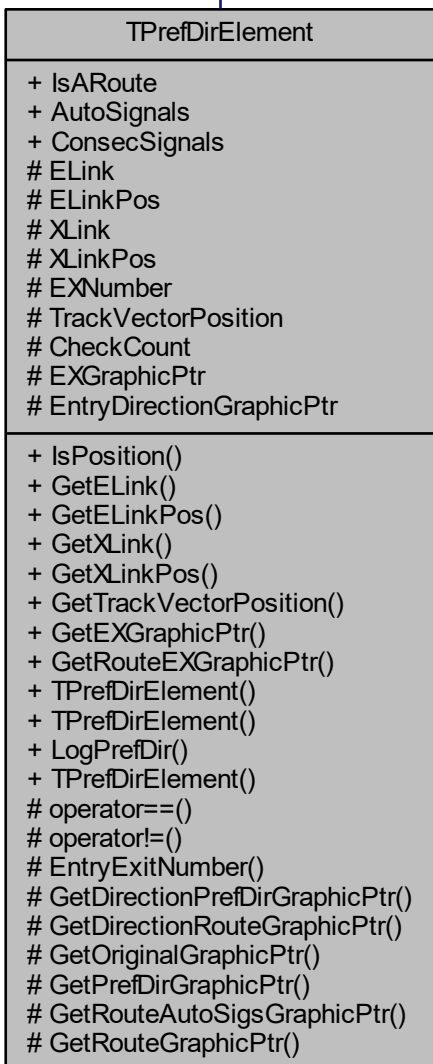 TPrefDirElement
+ IsARoute
+ AutoSignals
+ ConsecSignals
# ELink
# ELinkPos
# XLink
# XLinkPos
# EXNumber
# TrackVectorPosition
# CheckCount
# EXGraphicPtr
# EntryDirectionGraphicPtr
+ IsPosition()
+ GetELink()
+ GetELinkPos()
+ GetXLink()
+ GetXLinkPos()
+ GetTrackVectorPosition()
+ GetEXGraphicPtr()
+ GetRouteEXGraphicPtr()
+ TPrefDirElement()
+ TPrefDirElement()
+ LogPrefDir()
+ TPrefDirElement()
# operator==()
# operator!=()
# EntryExitNumber()
# GetDirectionPrefDirGraphicPtr()
# GetDirectionRouteGraphicPtr()
# GetOriginalGraphicPtr()
# GetPrefDirGraphicPtr()
# GetRouteAutoSigsGraphicPtr()
# GetRouteGraphicPtr()